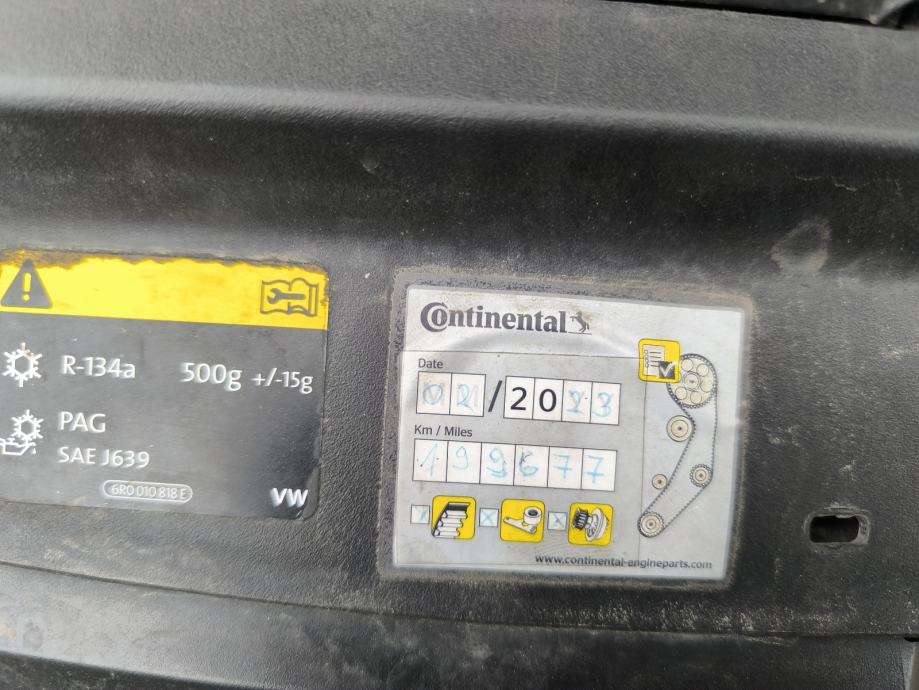 R-134a 500g +/-15g
PAG
SAE J639
6R0 010 818 E
VW
Continental
Date
02/2023
Km / Miles
199677
www.continental-engineparts.com